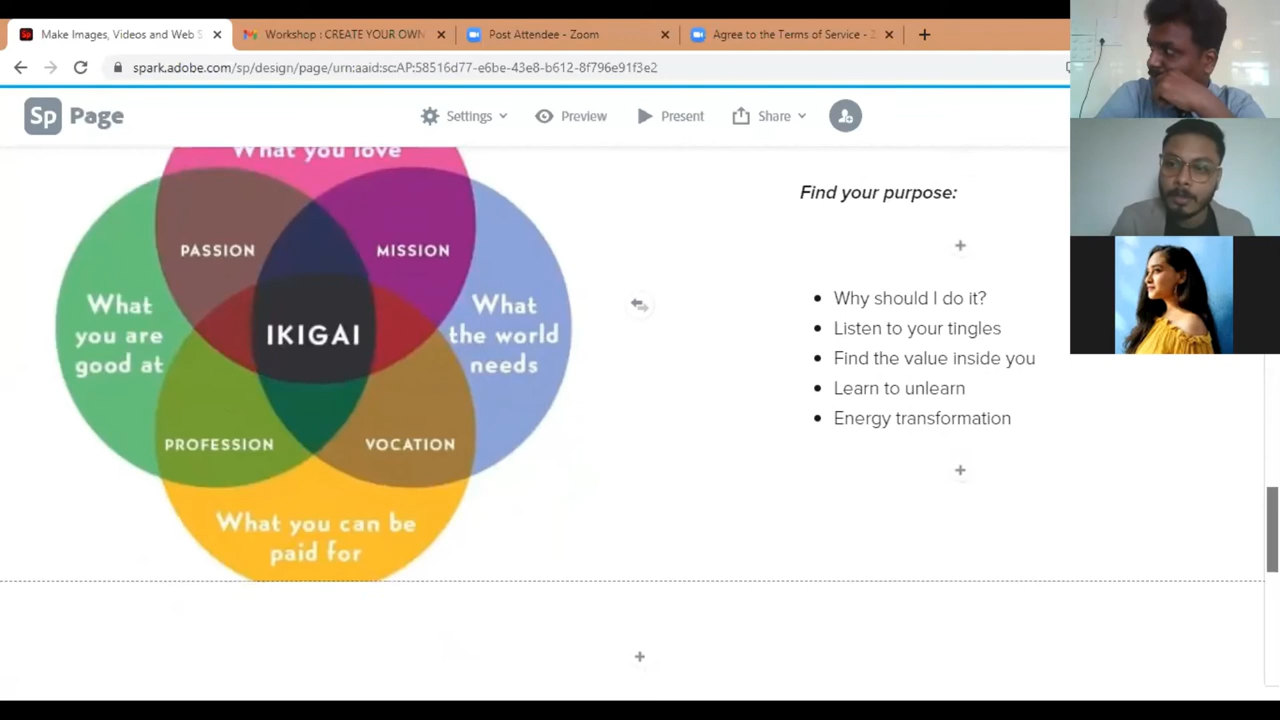 Make Images, Videos and Web S
Workshop : CREATE YOUR OWN
Post Attendee - Zoom
Agree to the Terms of Service - Z
spark.adobe.com/sp/design/page/urn:aaid:sc:AP:58516d77-e6be-43e8-b612-8f796e91f3e2
Sp Page
Settings
Preview
Present
Share
What you love
PASSION
MISSION
What
you are
good at
IKIGAI
What
the world
needs
PROFESSION
VOCATION
What you can be
paid for
Find your purpose:
Why should I do it?
Listen to your tingles
Find the value inside you
Learn to unlearn
Energy transformation